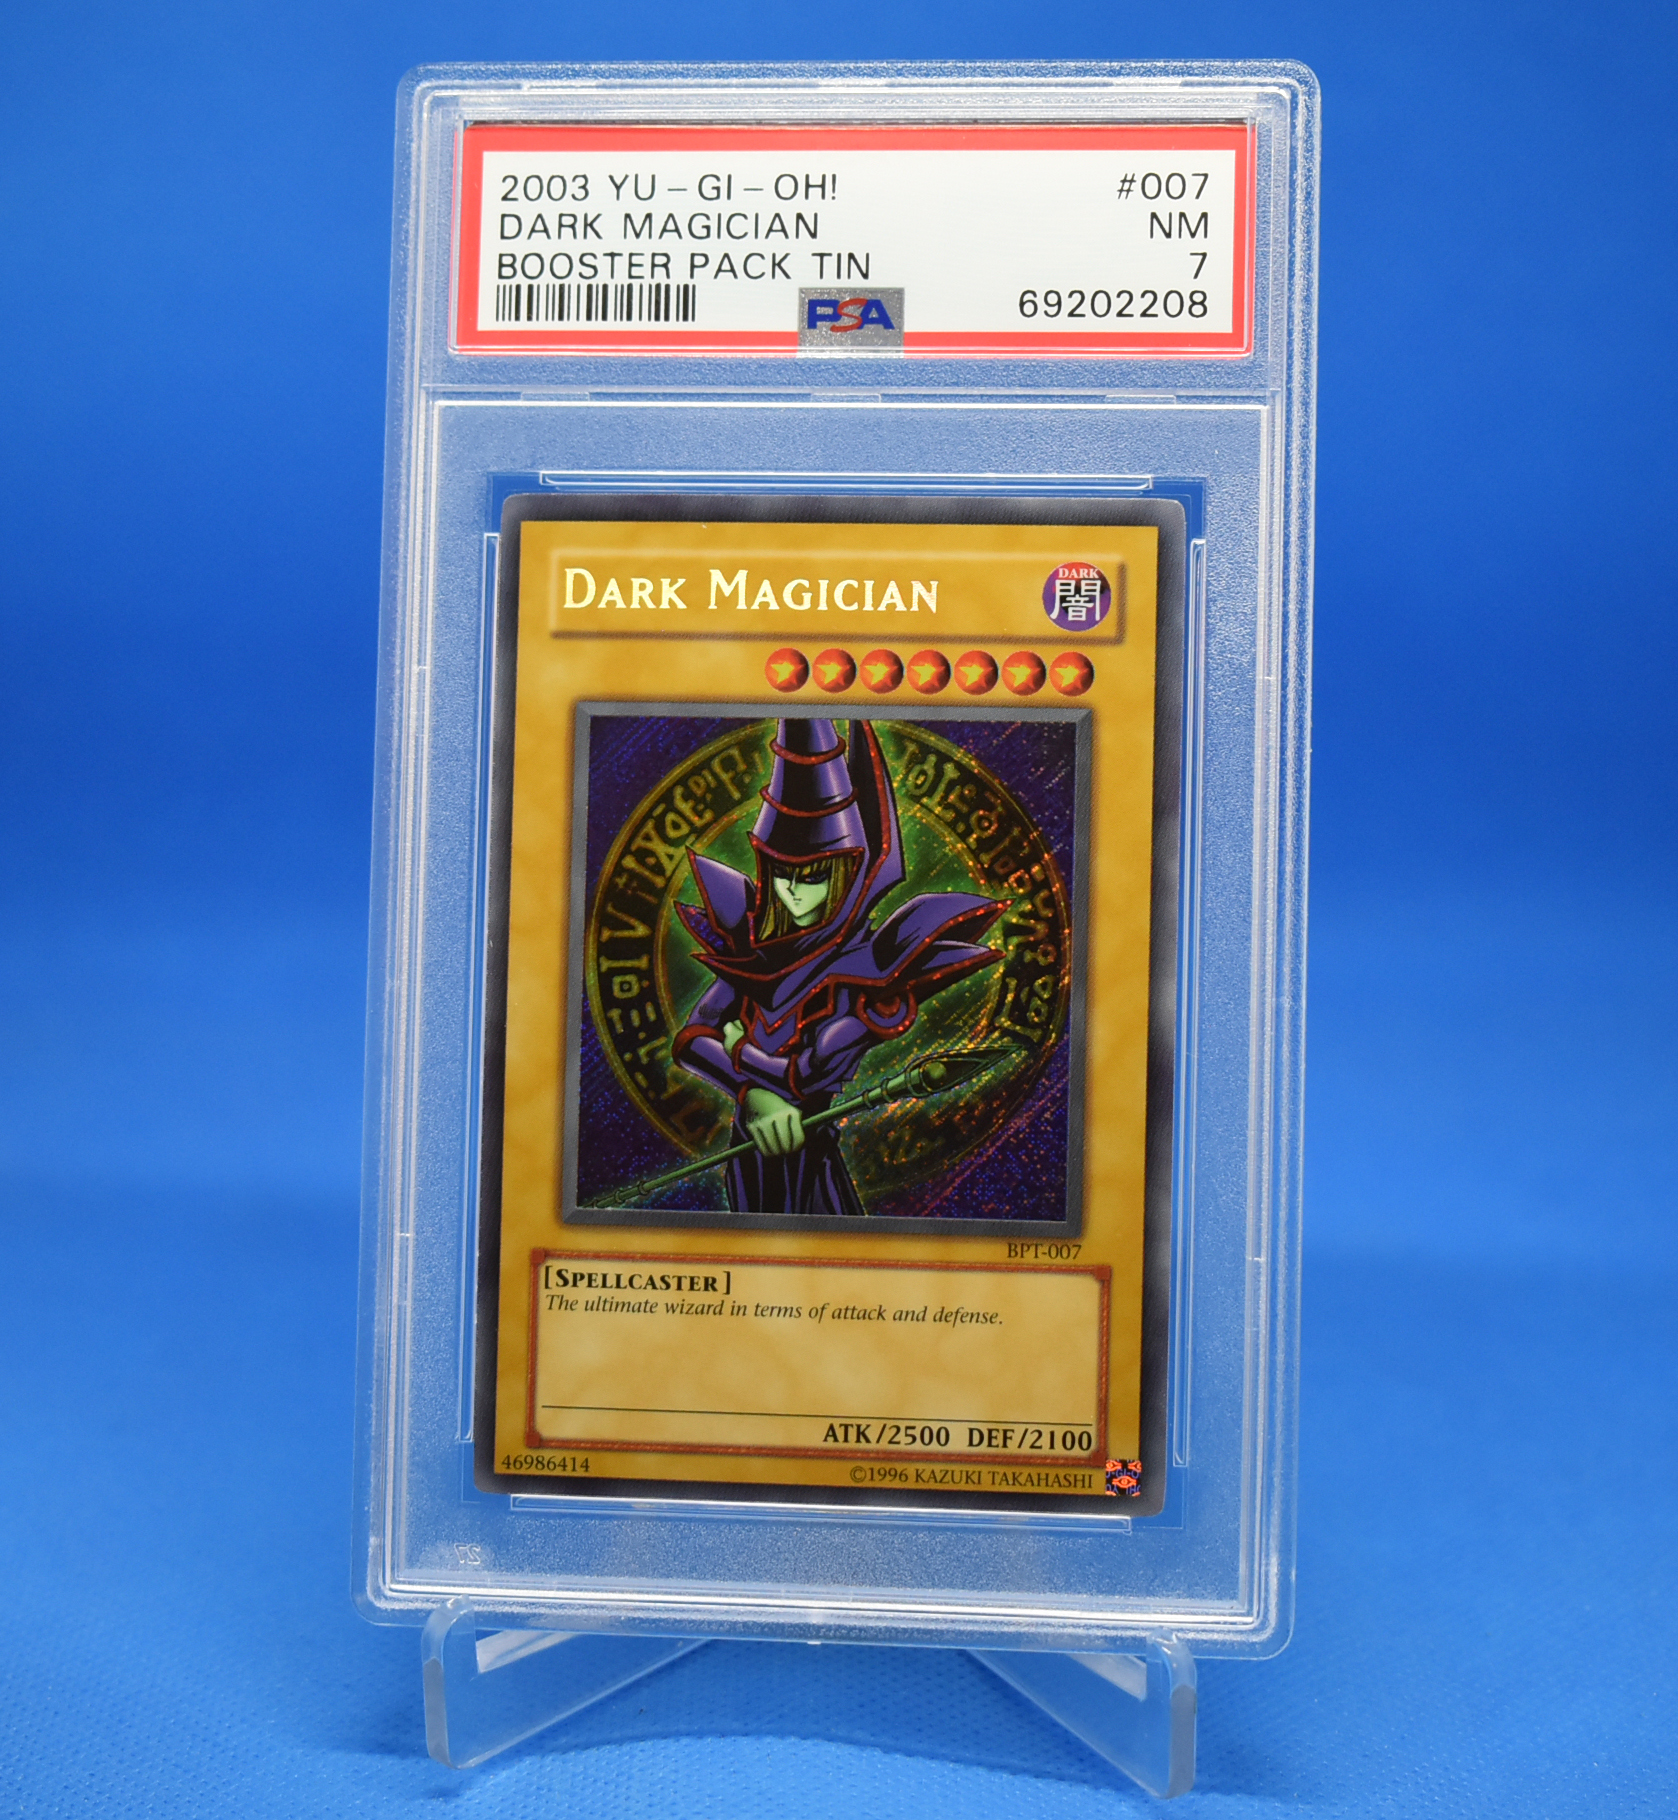 2003 YU-GI-OH! #007
DARK MAGICIAN NM
BOOSTER PACK TIN 7
PSA 69202208
DARK MAGICIAN
DARK
闇
BPT-007
[SPELLCASTER]
The ultimate wizard in terms of attack and defense.
ATK/2500 DEF/2100
46986414 ©1996 KAZUKI TAKAHASHI
27